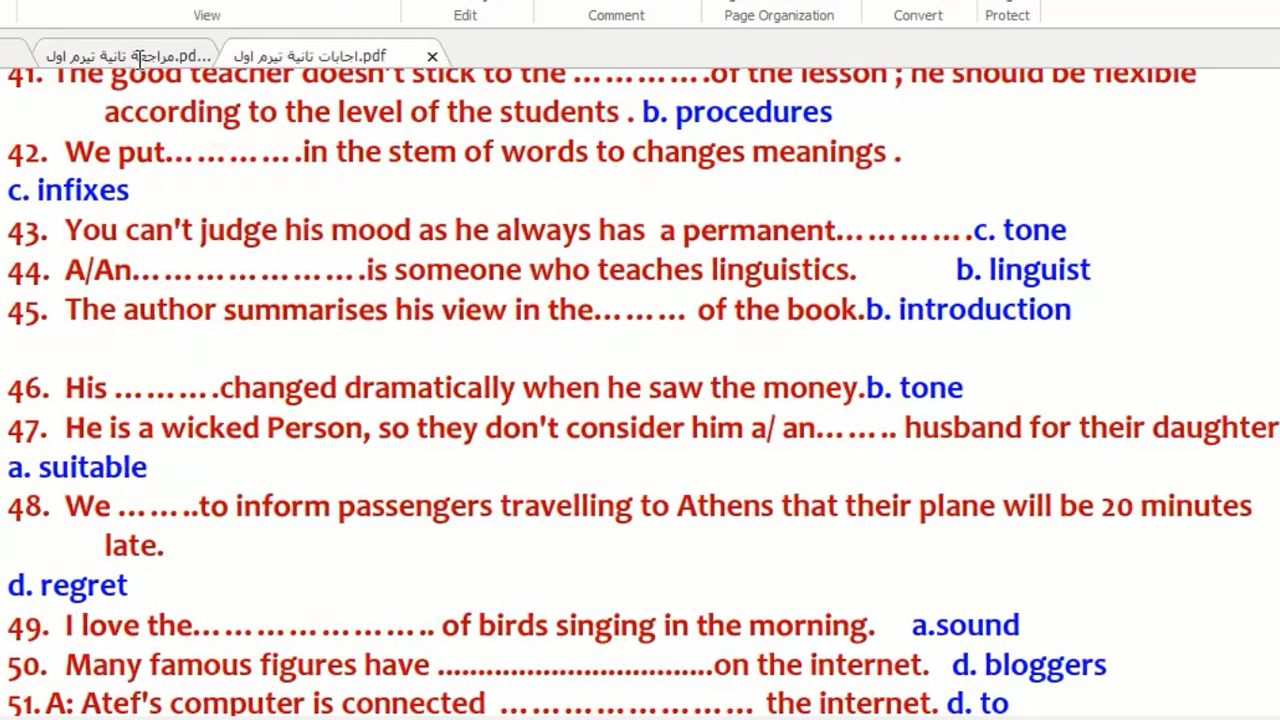 View Edit Comment Page Organization Convert Protect
مراجعة تانية تيرم اول.pd... اجابات تانية تيرم اول.pdf ✕
41. The good teacher doesn't stick to the ………….of the lesson ; he should be flexible
according to the level of the students . b. procedures
42. We put………….in the stem of words to changes meanings .
c. infixes
43. You can't judge his mood as he always has a permanent………….c. tone
44. A/An………………….is someone who teaches linguistics. b. linguist
45. The author summarises his view in the……… of the book.b. introduction
46. His ……….changed dramatically when he saw the money.b. tone
47. He is a wicked Person, so they don't consider him a/ an…….. husband for their daughter
a. suitable
48. We ……..to inform passengers travelling to Athens that their plane will be 20 minutes
late.
d. regret
49. I love the………………….. of birds singing in the morning. a.sound
50. Many famous figures have ..................................on the internet. d. bloggers
51. A: Atef's computer is connected …………………… the internet. d. to